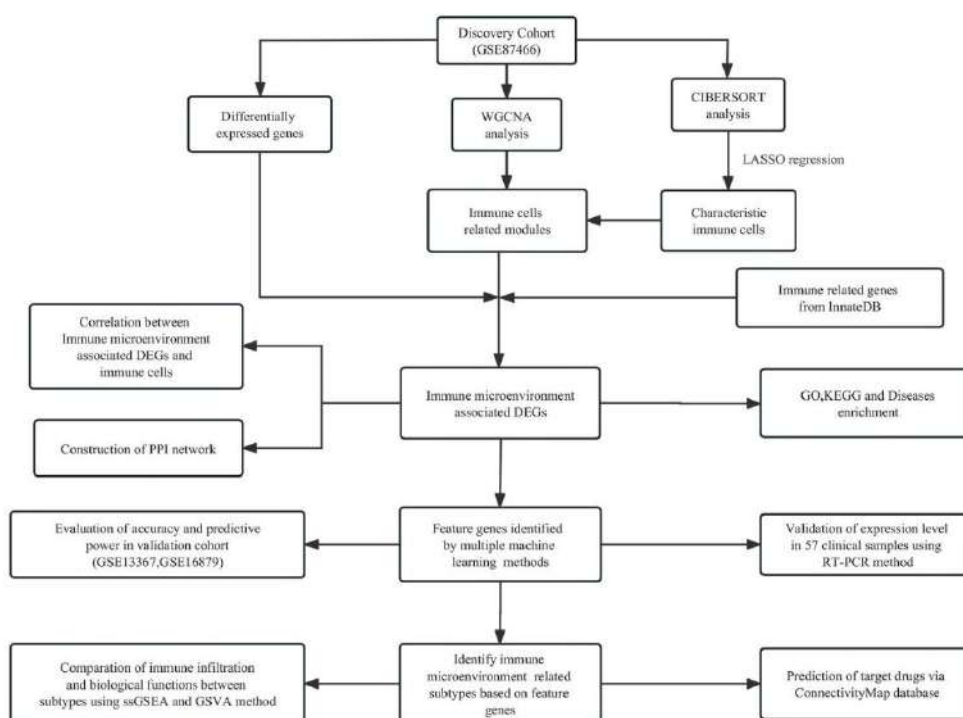 Discovery Cohort
(GSE87466)
Differentially
expressed genes
WGCNA
analysis
CIBERSORT
analysis
LASSO regression
Immune cells
related modules
Characteristic
immune cells
Immune related genes
from InnateDB
Correlation between
Immune microenvironment
associated DEGs and
immune cells
Immune microenvironment
associated DEGs
GO,KEGG and Diseases
enrichment
Construction of PPI network
Evaluation of accuracy and predictive
power in validation cohort
(GSE13367,GSE16879)
Feature genes identified
by multiple machine
learning methods
Validation of expression level
in 57 clinical samples using
RT-PCR method
Comparation of immune infiltration
and biological functions between
subtypes using ssGSEA and GSVA method
Identify immune
microenvironment related
subtypes based on feature
genes
Prediction of target drugs via
ConnectivityMap database